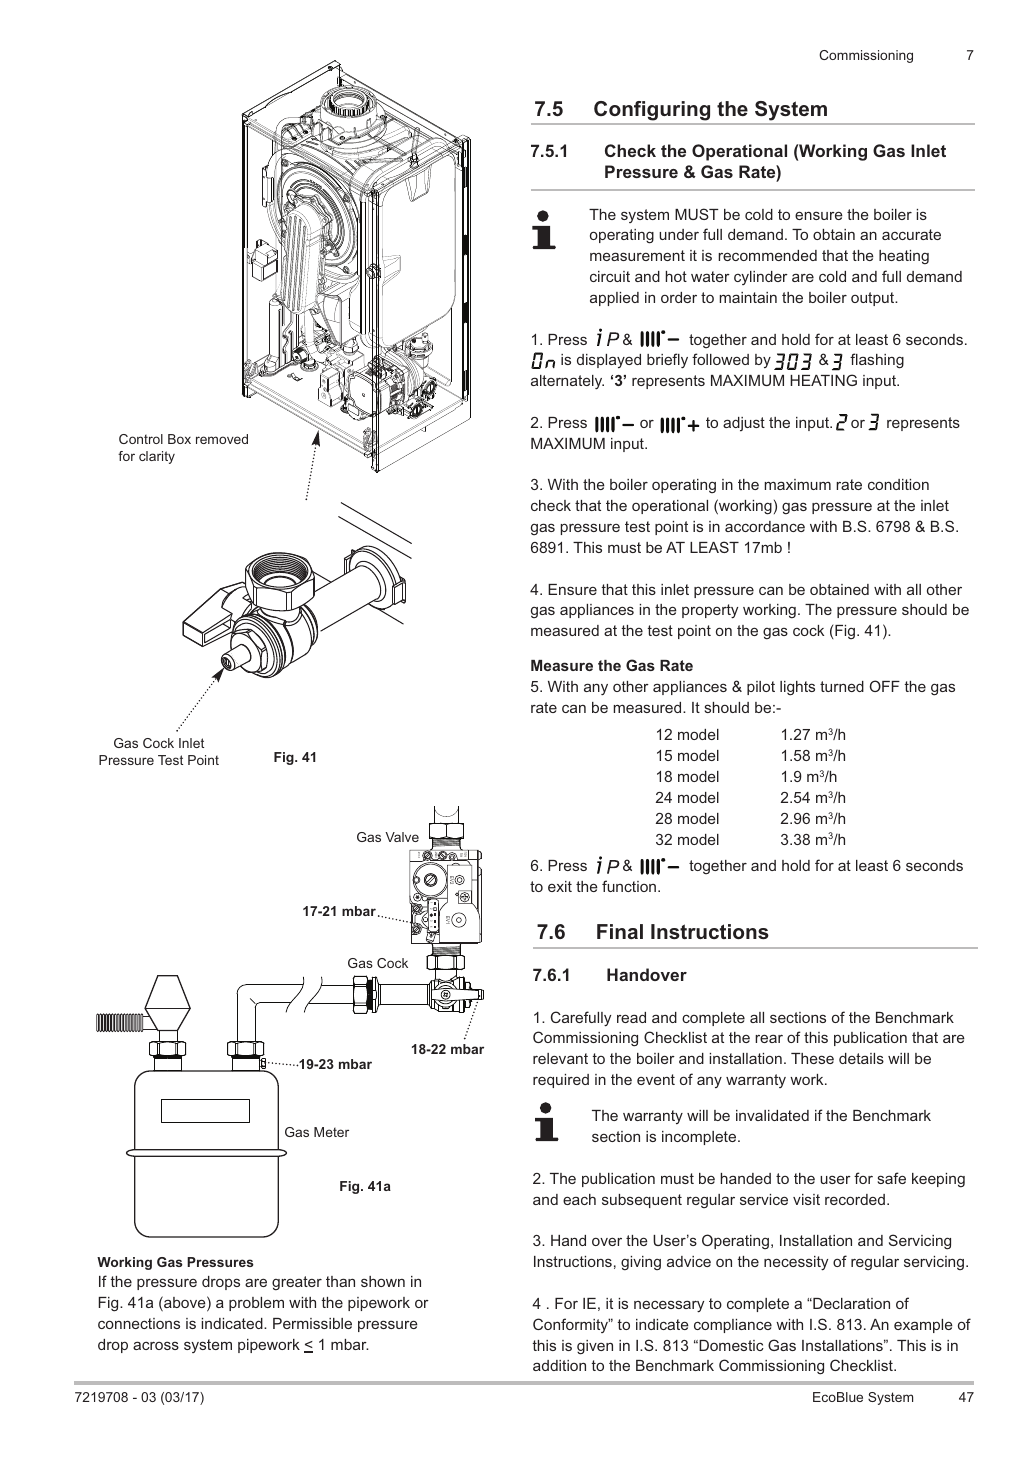 Commissioning 7
Control Box removed
for clarity
Gas Cock Inlet
Pressure Test Point
Fig. 41
Gas Valve
17-21 mbar
Gas Cock
18-22 mbar
19-23 mbar
Gas Meter
Fig. 41a
Working Gas Pressures
If the pressure drops are greater than shown in
Fig. 41a (above) a problem with the pipework or
connections is indicated. Permissible pressure
drop across system pipework ≤ 1 mbar.
7.5 Configuring the System
7.5.1 Check the Operational (Working Gas Inlet
Pressure & Gas Rate)
The system MUST be cold to ensure the boiler is
operating under full demand. To obtain an accurate
measurement it is recommended that the heating
circuit and hot water cylinder are cold and full demand
applied in order to maintain the boiler output.
1. Press iP & – together and hold for at least 6 seconds.
0n is displayed briefly followed by 303 & 3 flashing
alternately. ‘3’ represents MAXIMUM HEATING input.
2. Press – or + to adjust the input. 2 or 3 represents
MAXIMUM input.
3. With the boiler operating in the maximum rate condition
check that the operational (working) gas pressure at the inlet
gas pressure test point is in accordance with B.S. 6798 & B.S.
6891. This must be AT LEAST 17mb !
4. Ensure that this inlet pressure can be obtained with all other
gas appliances in the property working. The pressure should be
measured at the test point on the gas cock (Fig. 41).
Measure the Gas Rate
5. With any other appliances & pilot lights turned OFF the gas
rate can be measured. It should be:-
12 model 1.27 m³/h
15 model 1.58 m³/h
18 model 1.9 m³/h
24 model 2.54 m³/h
28 model 2.96 m³/h
32 model 3.38 m³/h
6. Press iP & – together and hold for at least 6 seconds
to exit the function.
7.6 Final Instructions
7.6.1 Handover
1. Carefully read and complete all sections of the Benchmark
Commissioning Checklist at the rear of this publication that are
relevant to the boiler and installation. These details will be
required in the event of any warranty work.
The warranty will be invalidated if the Benchmark
section is incomplete.
2. The publication must be handed to the user for safe keeping
and each subsequent regular service visit recorded.
3. Hand over the User’s Operating, Installation and Servicing
Instructions, giving advice on the necessity of regular servicing.
4 . For IE, it is necessary to complete a “Declaration of
Conformity” to indicate compliance with I.S. 813. An example of
this is given in I.S. 813 “Domestic Gas Installations”. This is in
addition to the Benchmark Commissioning Checklist.
7219708 - 03 (03/17)
EcoBlue System 47